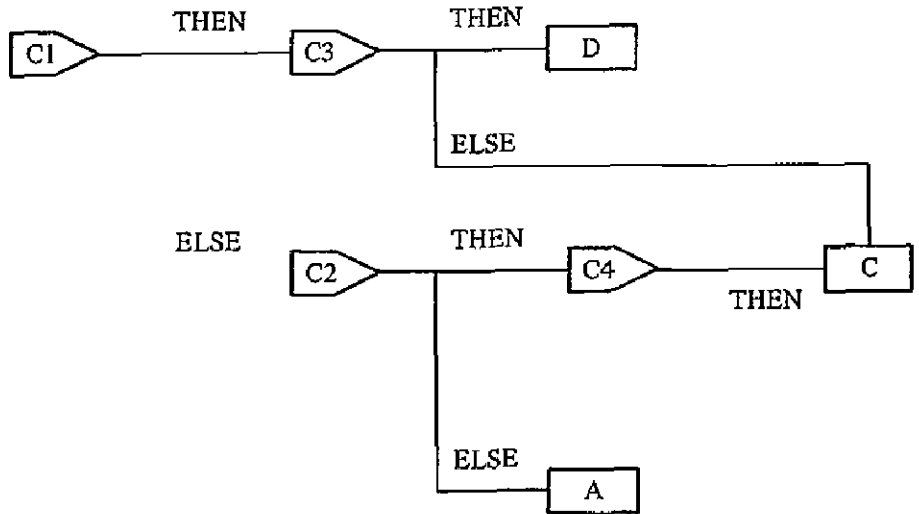 THEN THEN
C1 C3 D
ELSE
ELSE THEN
C2 C4 C
THEN
ELSE
A